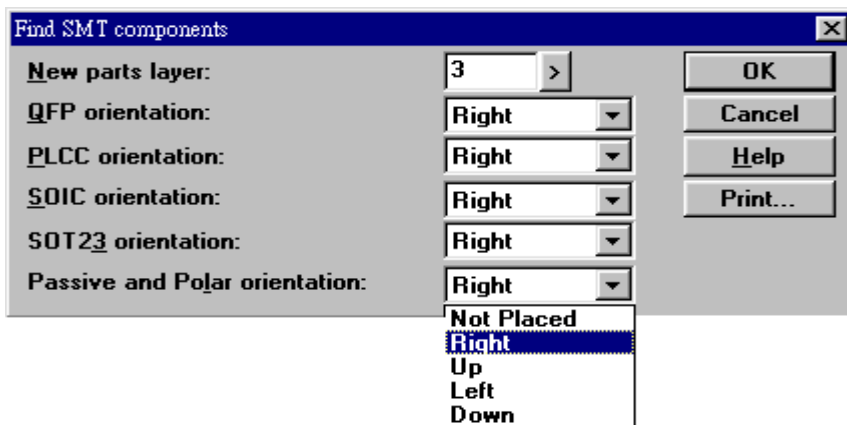 Find SMT components
New parts layer: 3 > OK
QFP orientation: Right Cancel
PLCC orientation: Right Help
SOIC orientation: Right Print...
SOT23 orientation: Right
Passive and Polar orientation: Right
Not Placed
Right
Up
Left
Down